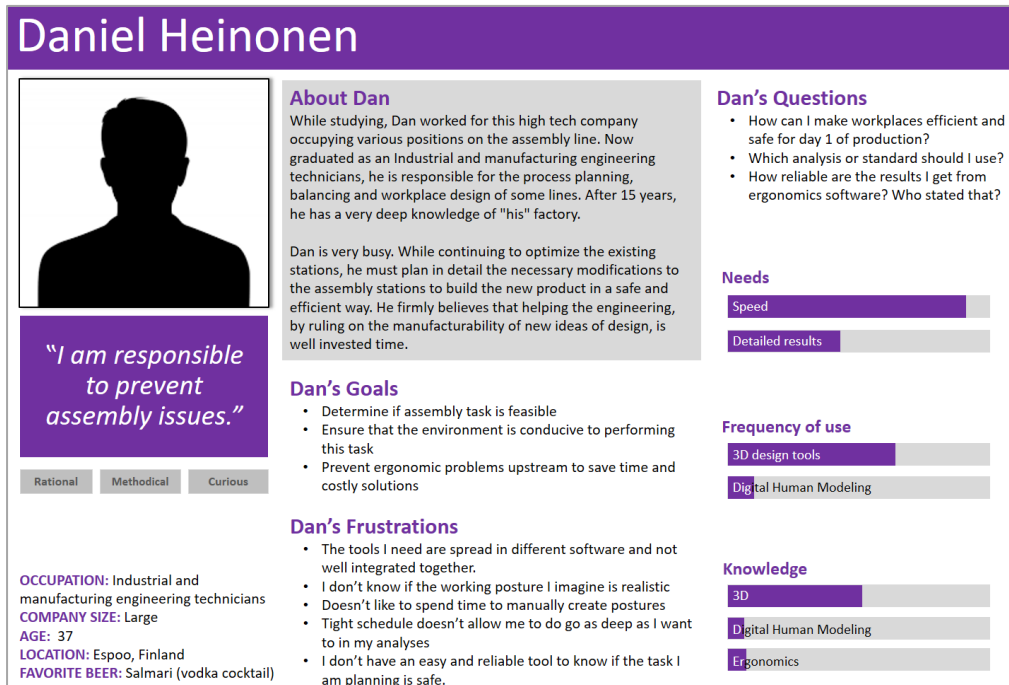 Daniel Heinonen
“I am responsible
to prevent
assembly issues.”
Rational
Methodical
Curious
OCCUPATION: Industrial and
manufacturing engineering technicians
COMPANY SIZE: Large
AGE: 37
LOCATION: Espoo, Finland
FAVORITE BEER: Salmari (vodka cocktail)
About Dan
While studying, Dan worked for this high tech company
occupying various positions on the assembly line. Now
graduated as an Industrial and manufacturing engineering
technicians, he is responsible for the process planning,
balancing and workplace design of some lines. After 15 years,
he has a very deep knowledge of "his" factory.
Dan is very busy. While continuing to optimize the existing
stations, he must plan in detail the necessary modifications to
the assembly stations to build the new product in a safe and
efficient way. He firmly believes that helping the engineering,
by ruling on the manufacturability of new ideas of design, is
well invested time.
Dan’s Goals
• Determine if assembly task is feasible
• Ensure that the environment is conducive to performing
this task
• Prevent ergonomic problems upstream to save time and
costly solutions
Dan’s Frustrations
• The tools I need are spread in different software and not
well integrated together.
• I don’t know if the working posture I imagine is realistic
• Doesn’t like to spend time to manually create postures
• Tight schedule doesn’t allow me to do go as deep as I want
to in my analyses
• I don’t have an easy and reliable tool to know if the task I
am planning is safe.
Dan’s Questions
• How can I make workplaces efficient and
safe for day 1 of production?
• Which analysis or standard should I use?
• How reliable are the results I get from
ergonomics software? Who stated that?
Needs
Speed
Detailed results
Frequency of use
3D design tools
Digital Human Modeling
Knowledge
3D
Digital Human Modeling
Ergonomics